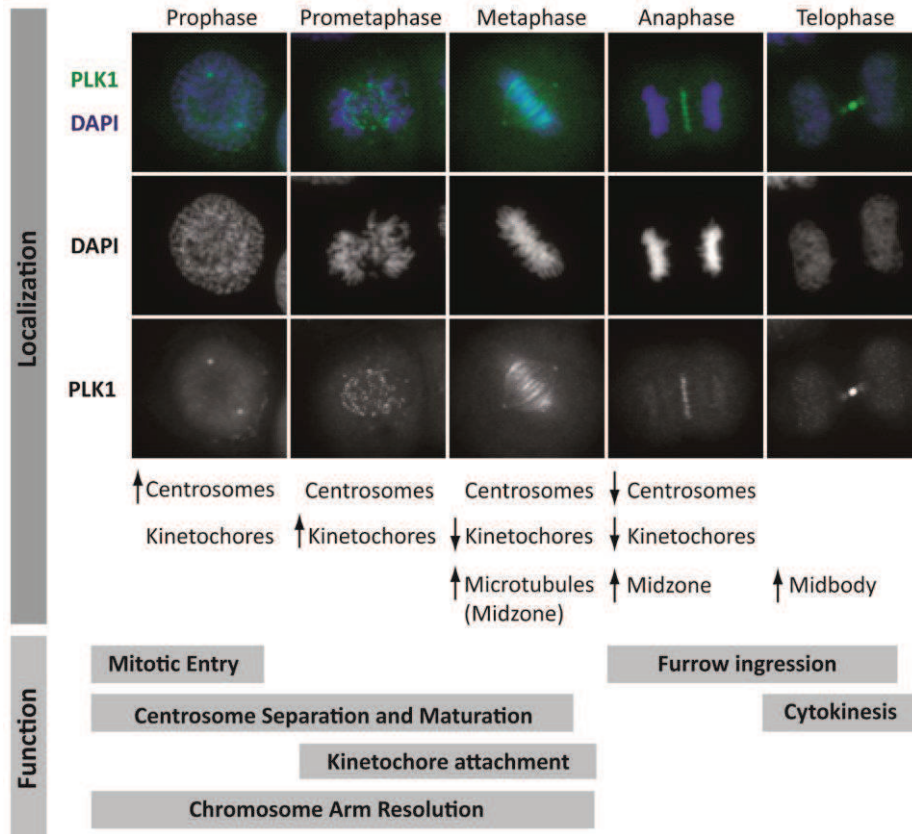 Prophase Prometaphase Metaphase Anaphase Telophase
Localization
PLK1
DAPI
DAPI
PLK1
Centrosomes Centrosomes Centrosomes Centrosomes
Kinetochores Kinetochores Kinetochores Kinetochores
Microtubules Midzone Midbody
(Midzone)
Function
Mitotic Entry Furrow ingression
Centrosome Separation and Maturation Cytokinesis
Kinetochore attachment
Chromosome Arm Resolution